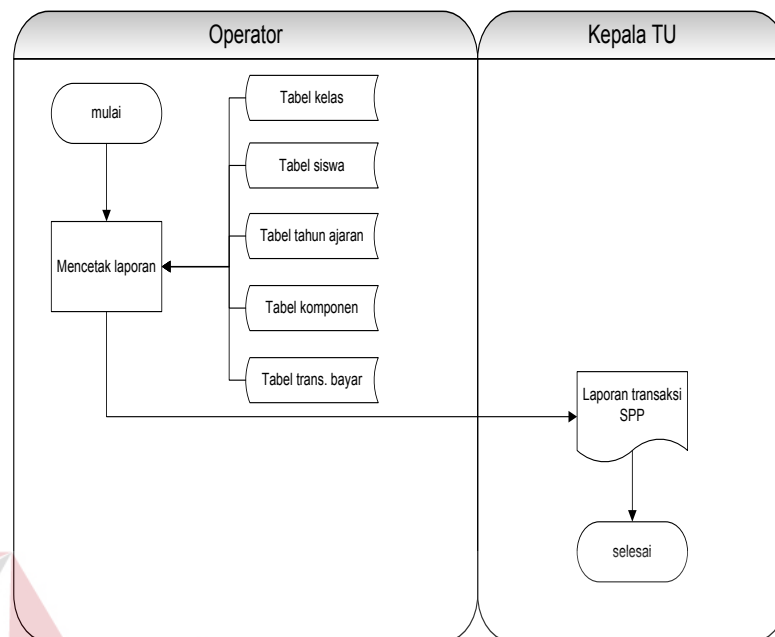 Operator
Kepala TU
mulai
Tabel kelas
Tabel siswa
Mencetak laporan
Tabel tahun ajaran
Tabel komponen
Tabel trans. bayar
Laporan transaksi
SPP
selesai